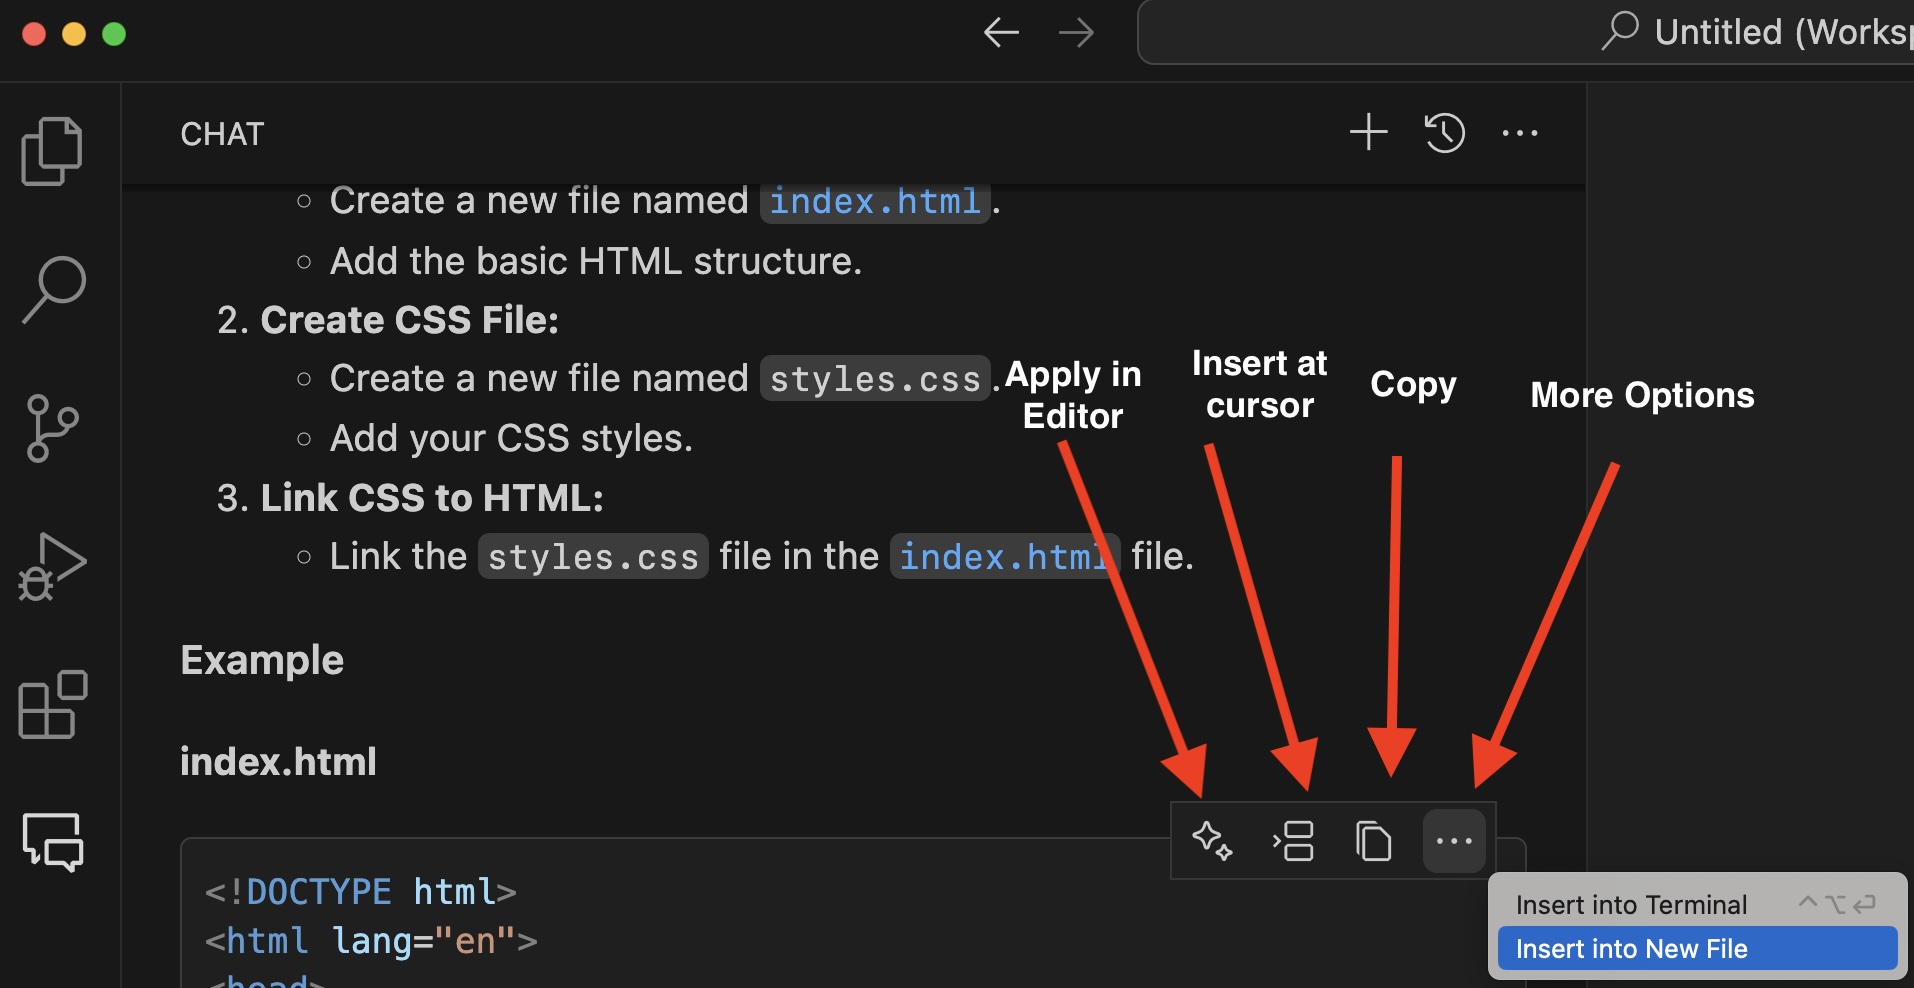 Untitled (Worksp
CHAT
Create a new file named index.html.
Add the basic HTML structure.
2. Create CSS File:
Create a new file named styles.css.
Add your CSS styles.
3. Link CSS to HTML:
Link the styles.css file in the index.html file.
Apply in
Editor
Insert at
cursor
Copy
More Options
Example
index.html
<!DOCTYPE html>
<html lang="en">
<head>
Insert into Terminal ^⌥↩
Insert into New File